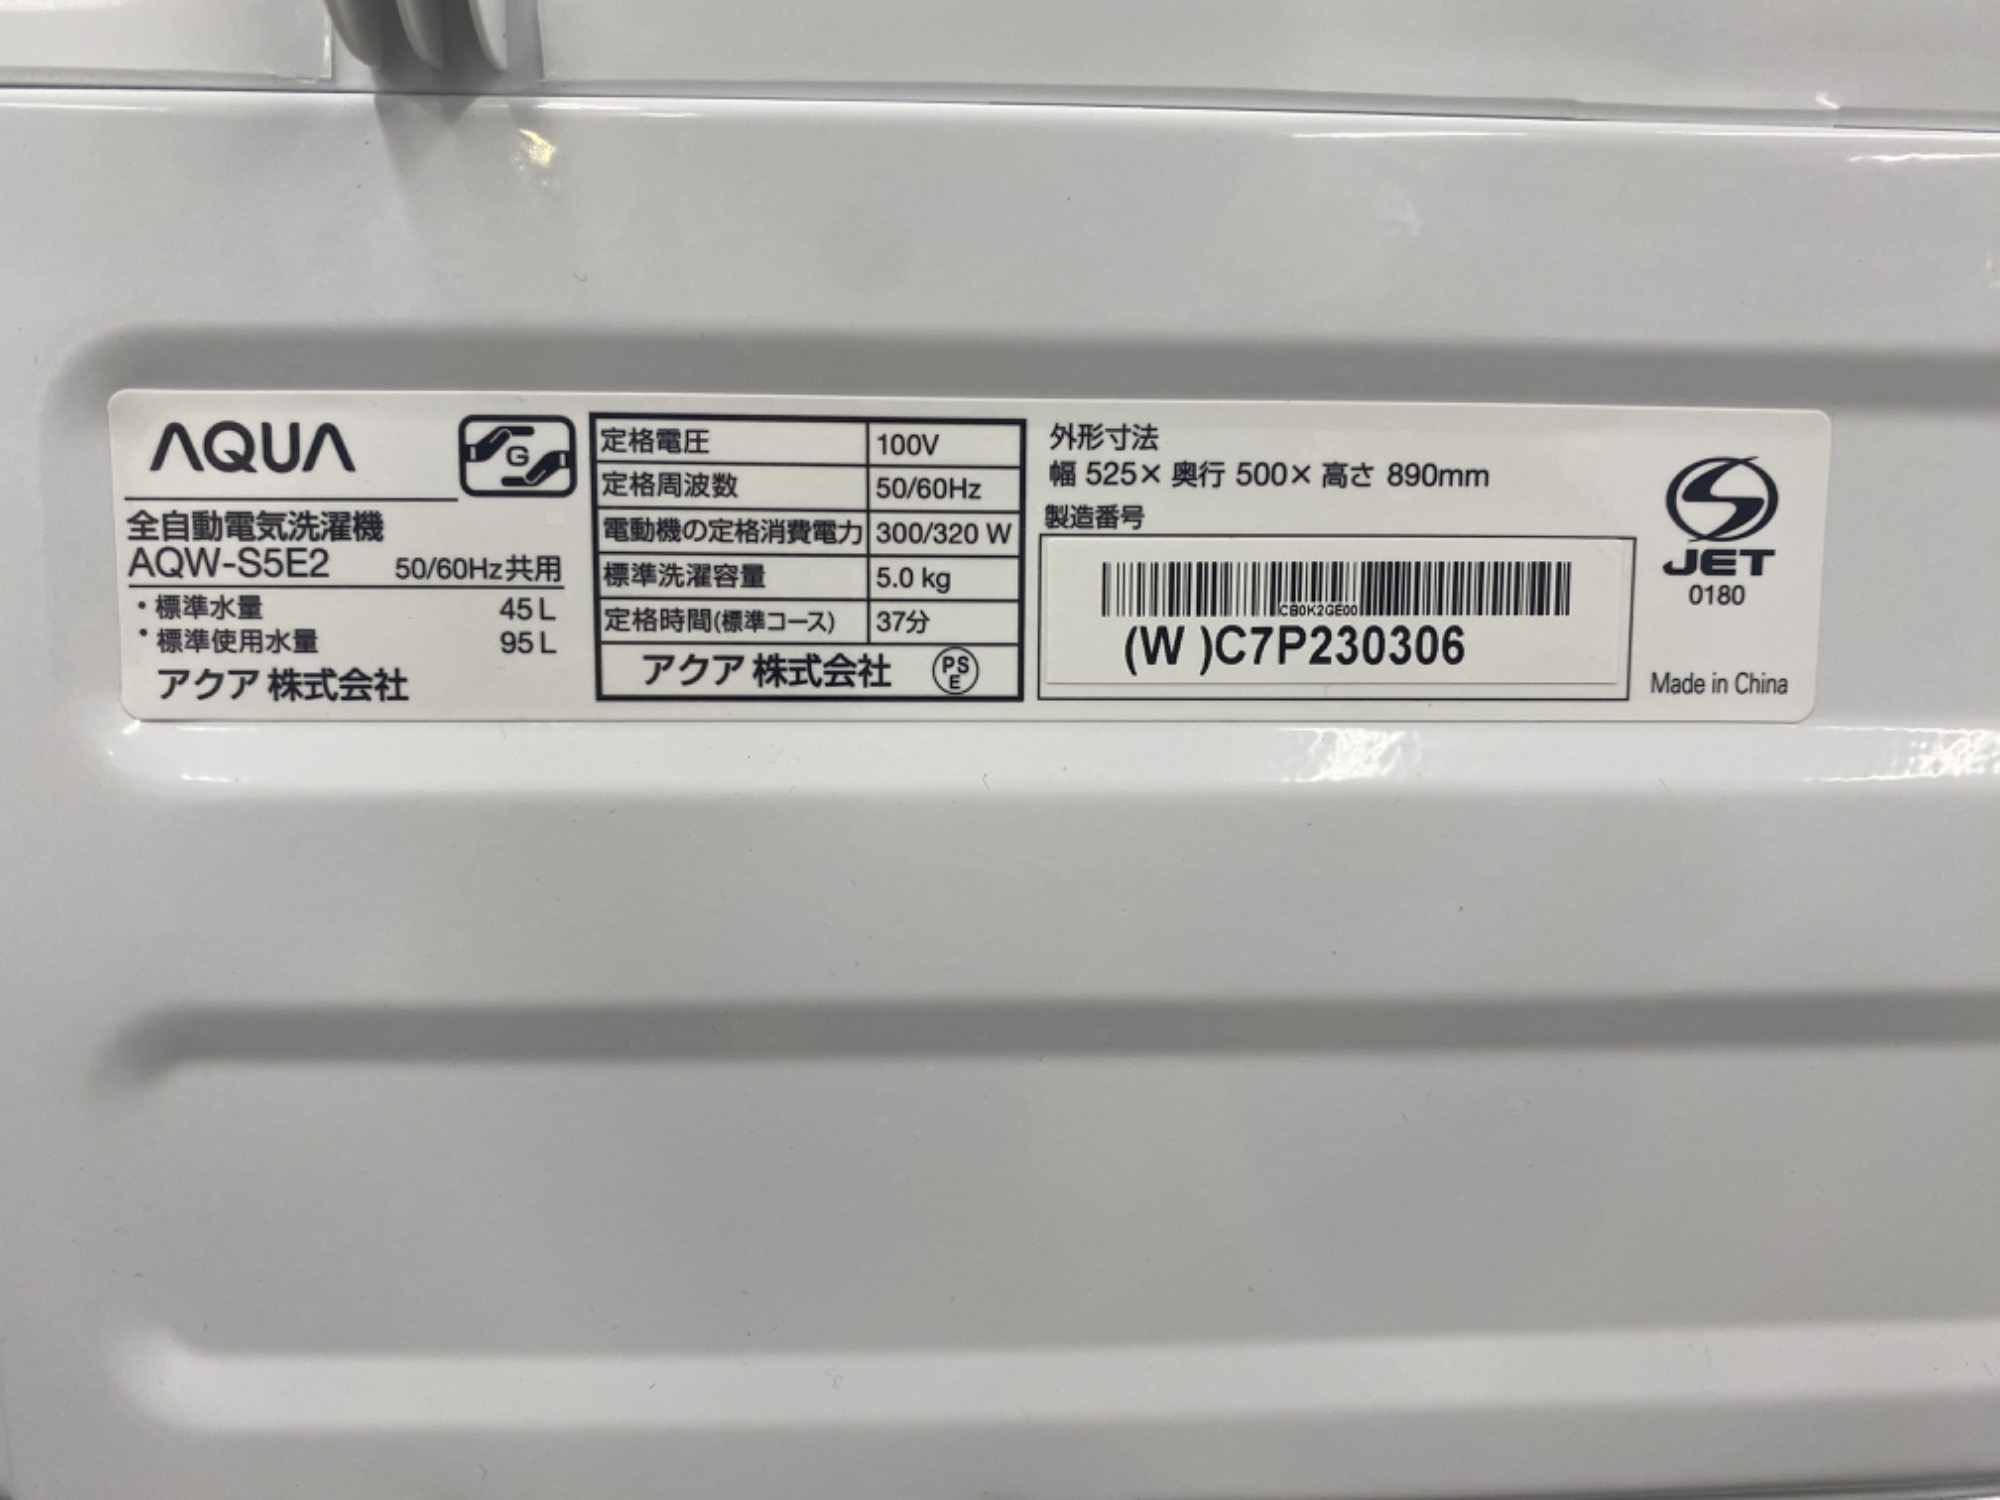 AQUA
G
全自動電気洗濯機
AQW-S5E2 50/60Hz共用
・標準水量 45L
・標準使用水量 95L
アクア 株式会社
定格電圧 100V
定格周波数 50/60Hz
電動機の定格消費電力 300/320 W
標準洗濯容量 5.0 kg
定格時間(標準コース) 37分
アクア 株式会社 PSE
外形寸法
幅 525× 奥行 500× 高さ 890mm
製造番号
CB0K2GE00
(W )C7P230306
S
JET
0180
Made in China